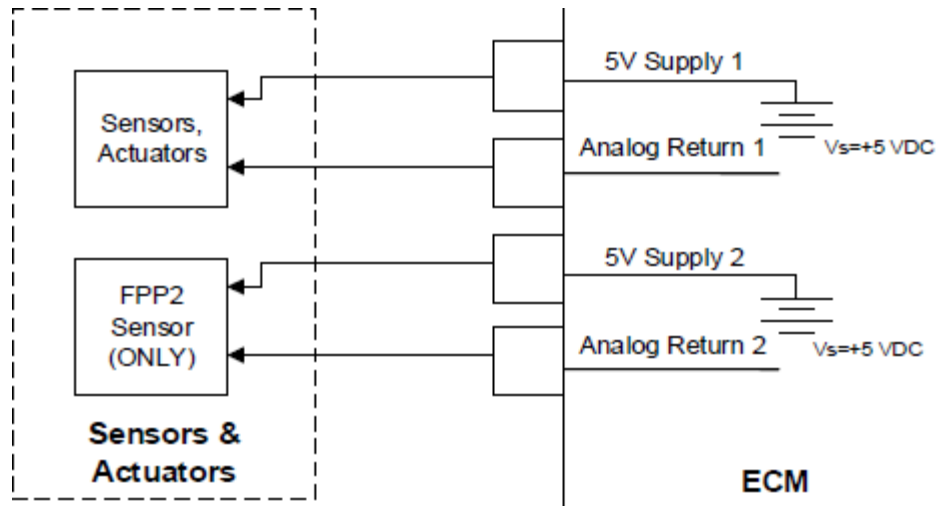 5V Supply 1
Sensors,
Actuators
Analog Return 1
Vs=+5 VDC
5V Supply 2
FPP2
Sensor
(ONLY)
Analog Return 2
Vs=+5 VDC
Sensors &
Actuators
ECM